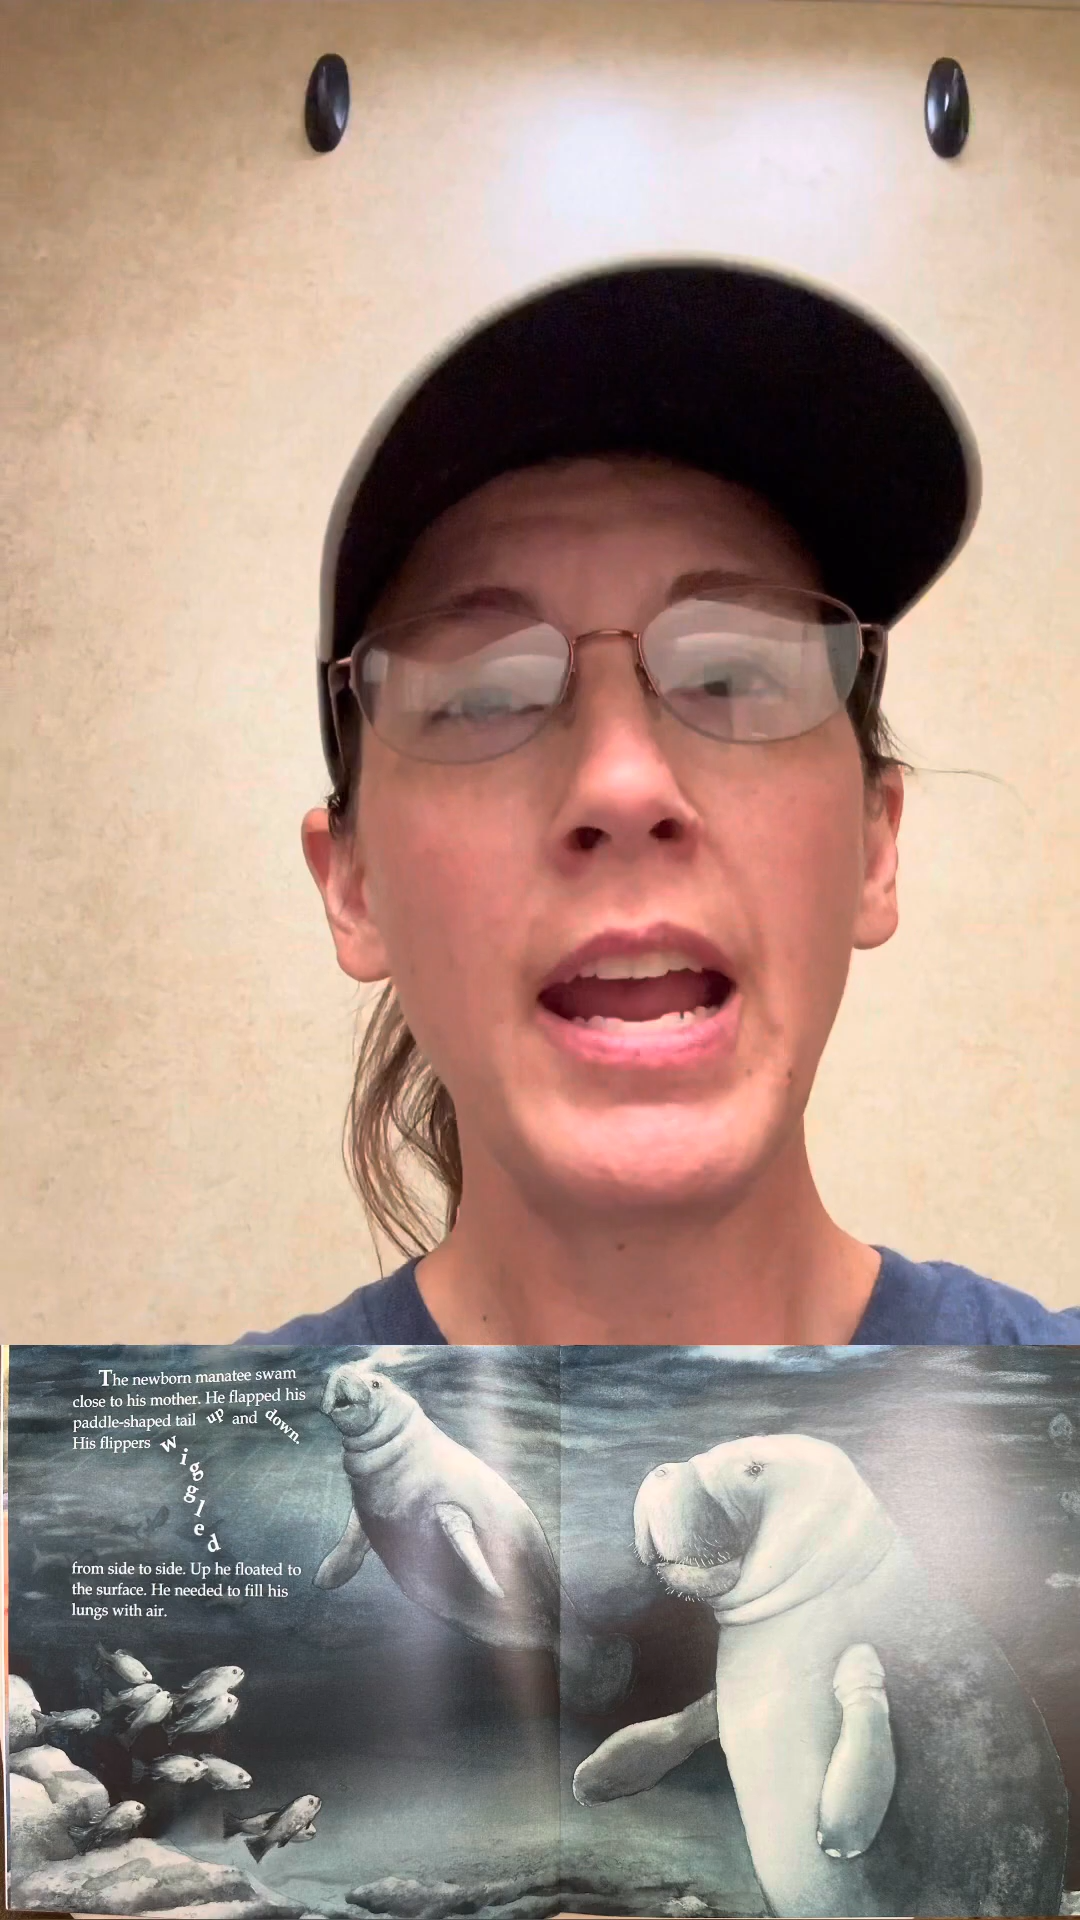 The newborn manatee swam
close to his mother. He flapped his
paddle-shaped tail up and down.
His flippers wiggled
from side to side. Up he floated to
the surface. He needed to fill his
lungs with air.